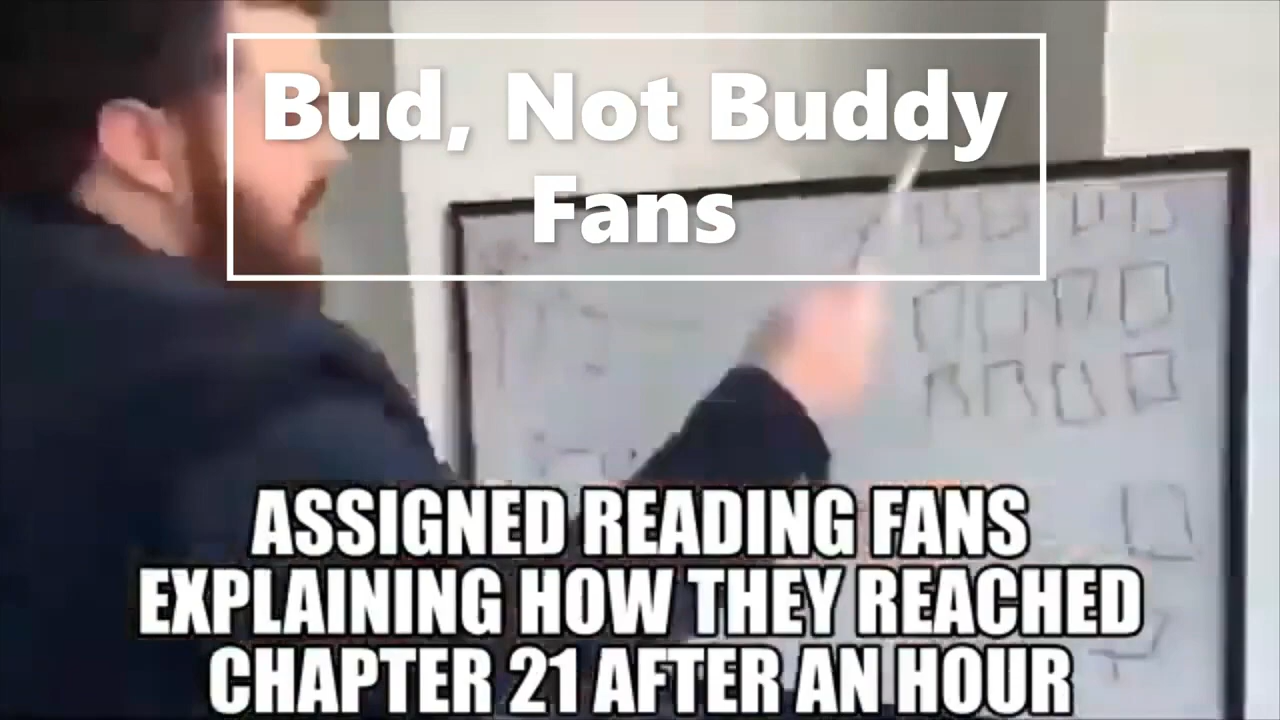 Bud, Not Buddy
Fans
ASSIGNED READING FANS
EXPLAINING HOW THEY REACHED
CHAPTER 21 AFTER AN HOUR